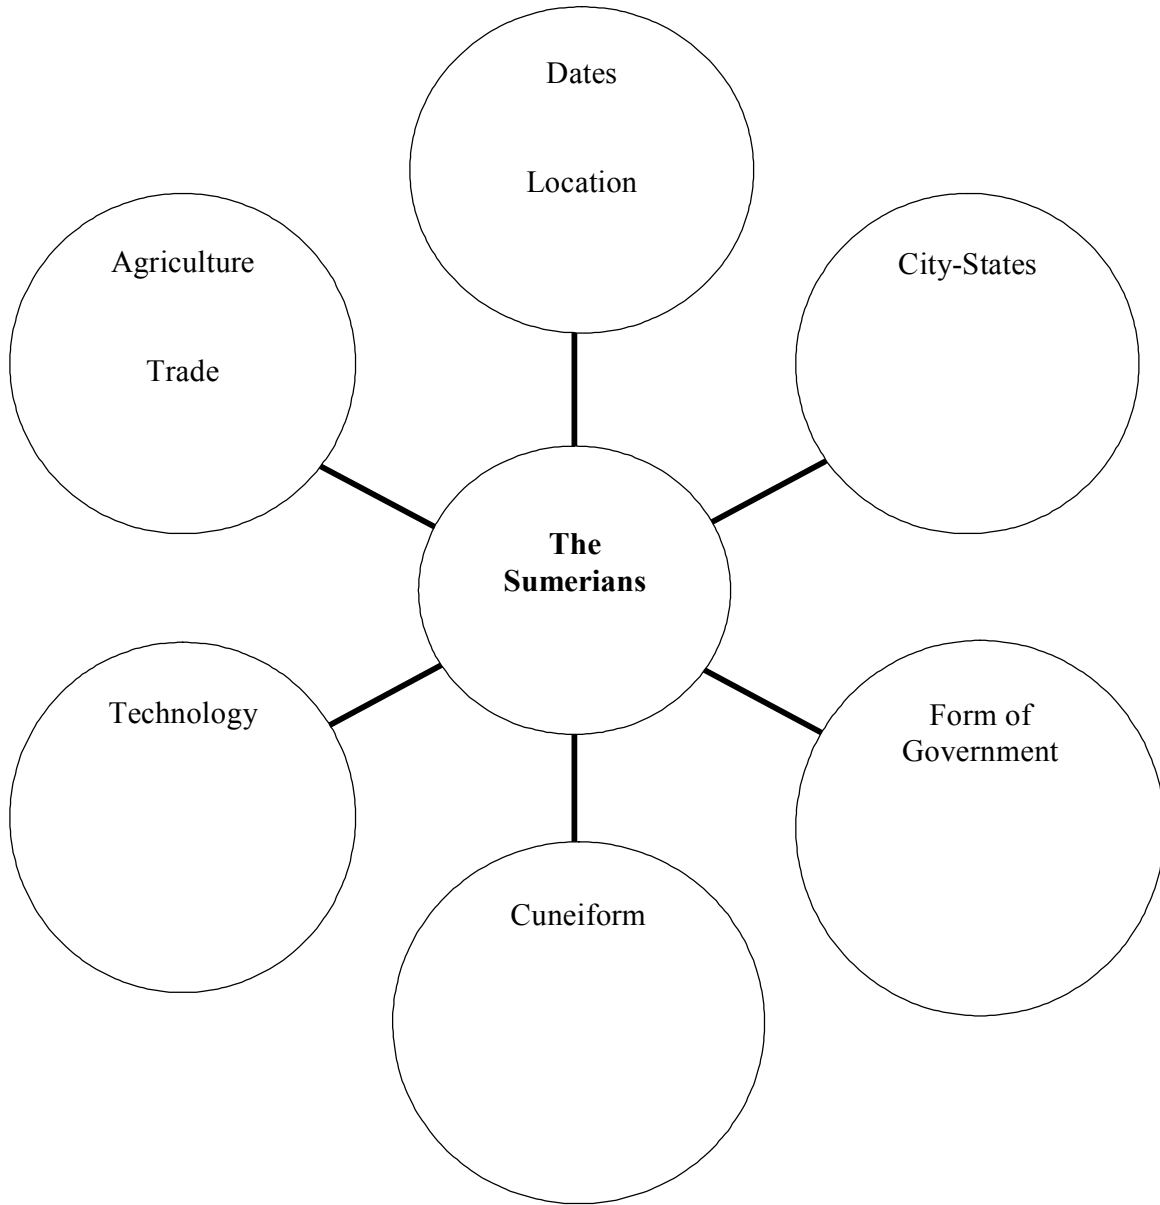 Dates
Location
Agriculture
Trade
City-States
The
Sumerians
Technology
Form of
Government
Cuneiform